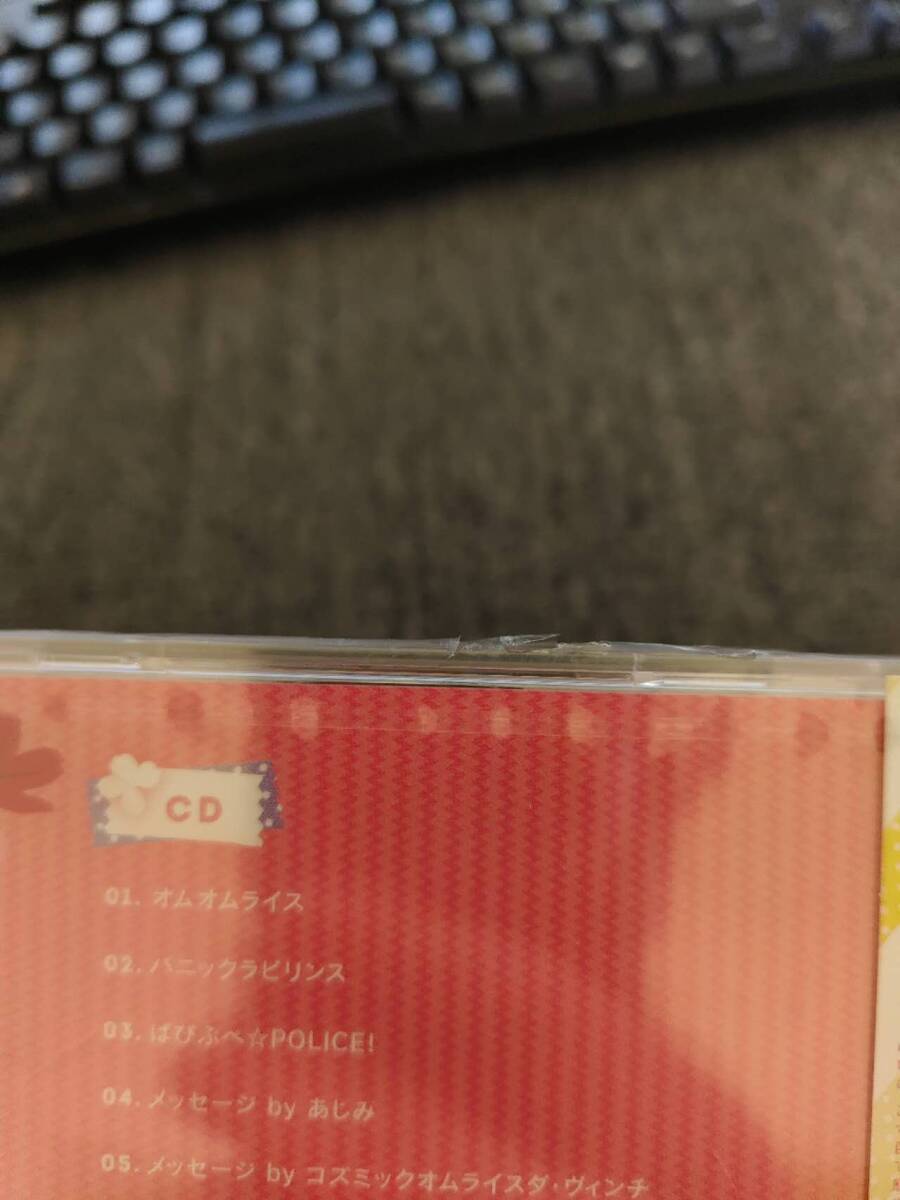 CD
01. オムオムライス
02. パニックラビリンス
03. ぱぴぷぺ☆POLICE!
04. メッセージ by あじみ
05. メッセージ by コズミックオムライスダ・ヴィンチ